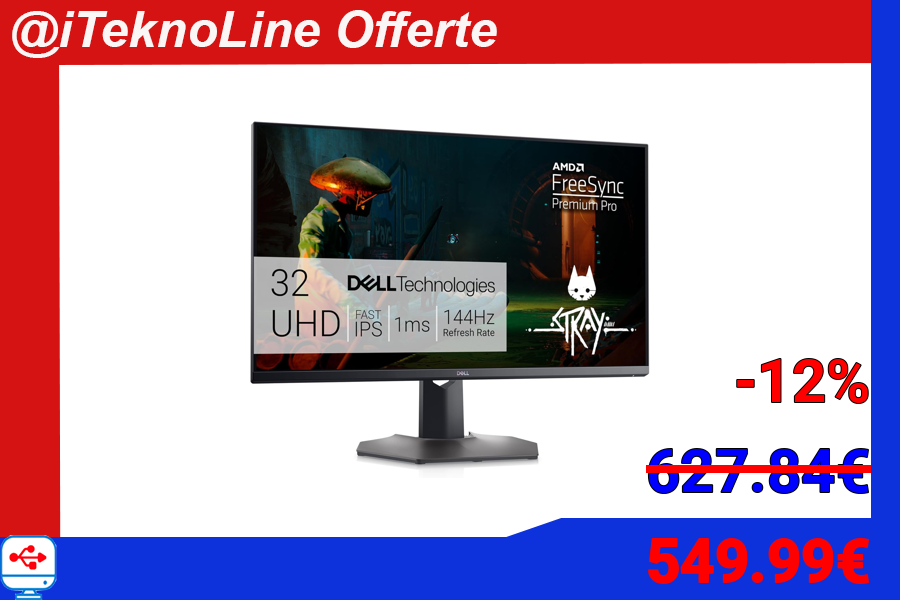 @iTeknoLine Offerte
AMD
FreeSync
Premium Pro
32 DELLTechnologies
UHD FAST IPS 1ms 144Hz Refresh Rate
STRAY
DELL
-12%
627.84€
549.99€